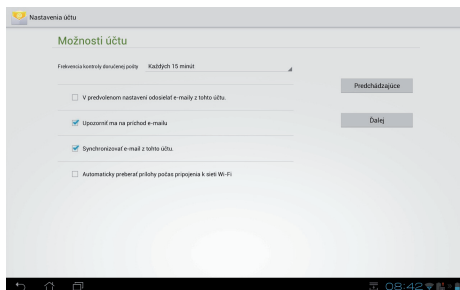 Nastavenia účtu
Možnosti účtu
Frekvencia kontroly doručenej pošty Každých 15 minút
Predchádzajúce
V predvolenom nastavení odosielať e-maily z tohto účtu.
Upozorniť ma na príchod e-mailu
Ďalej
Synchronizovať e-mail z tohto účtu.
Automaticky preberať prílohy počas pripojenia k sieti Wi-Fi
08:42